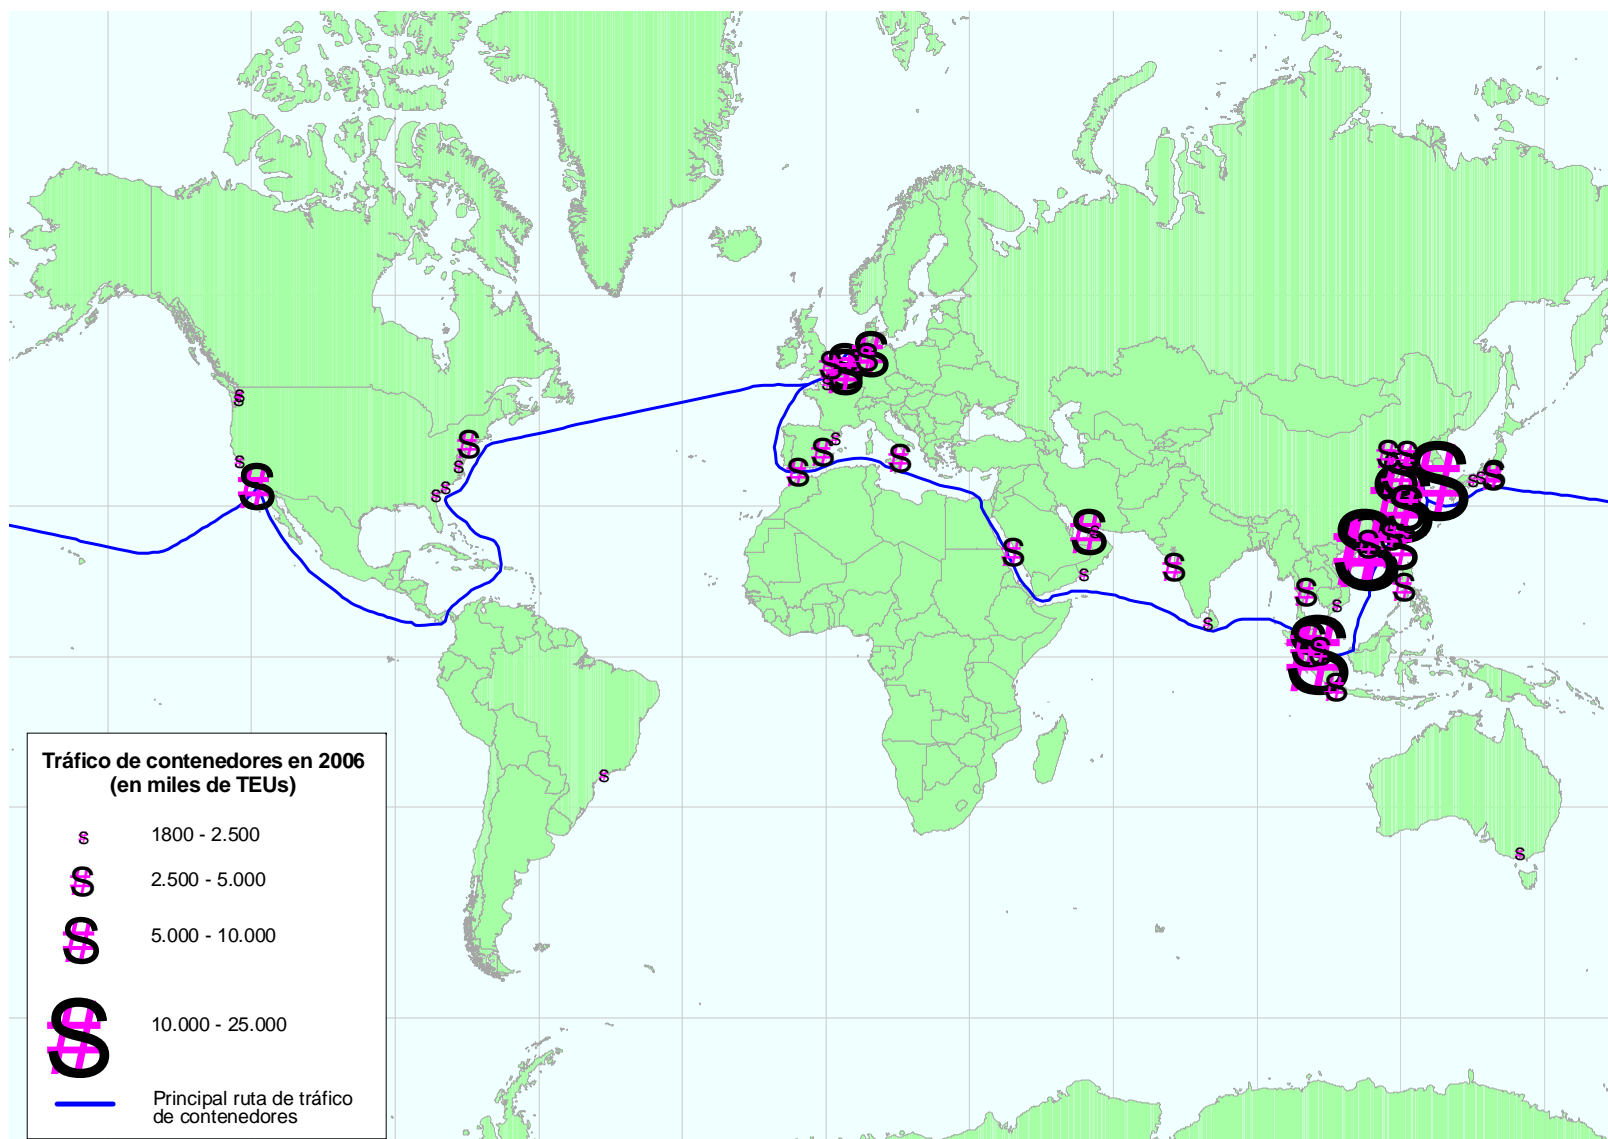 Tráfico de contenedores en 2006
(en miles de TEUs)
1800 - 2.500
2.500 - 5.000
5.000 - 10.000
10.000 - 25.000
Principal ruta de tráfico
de contenedores